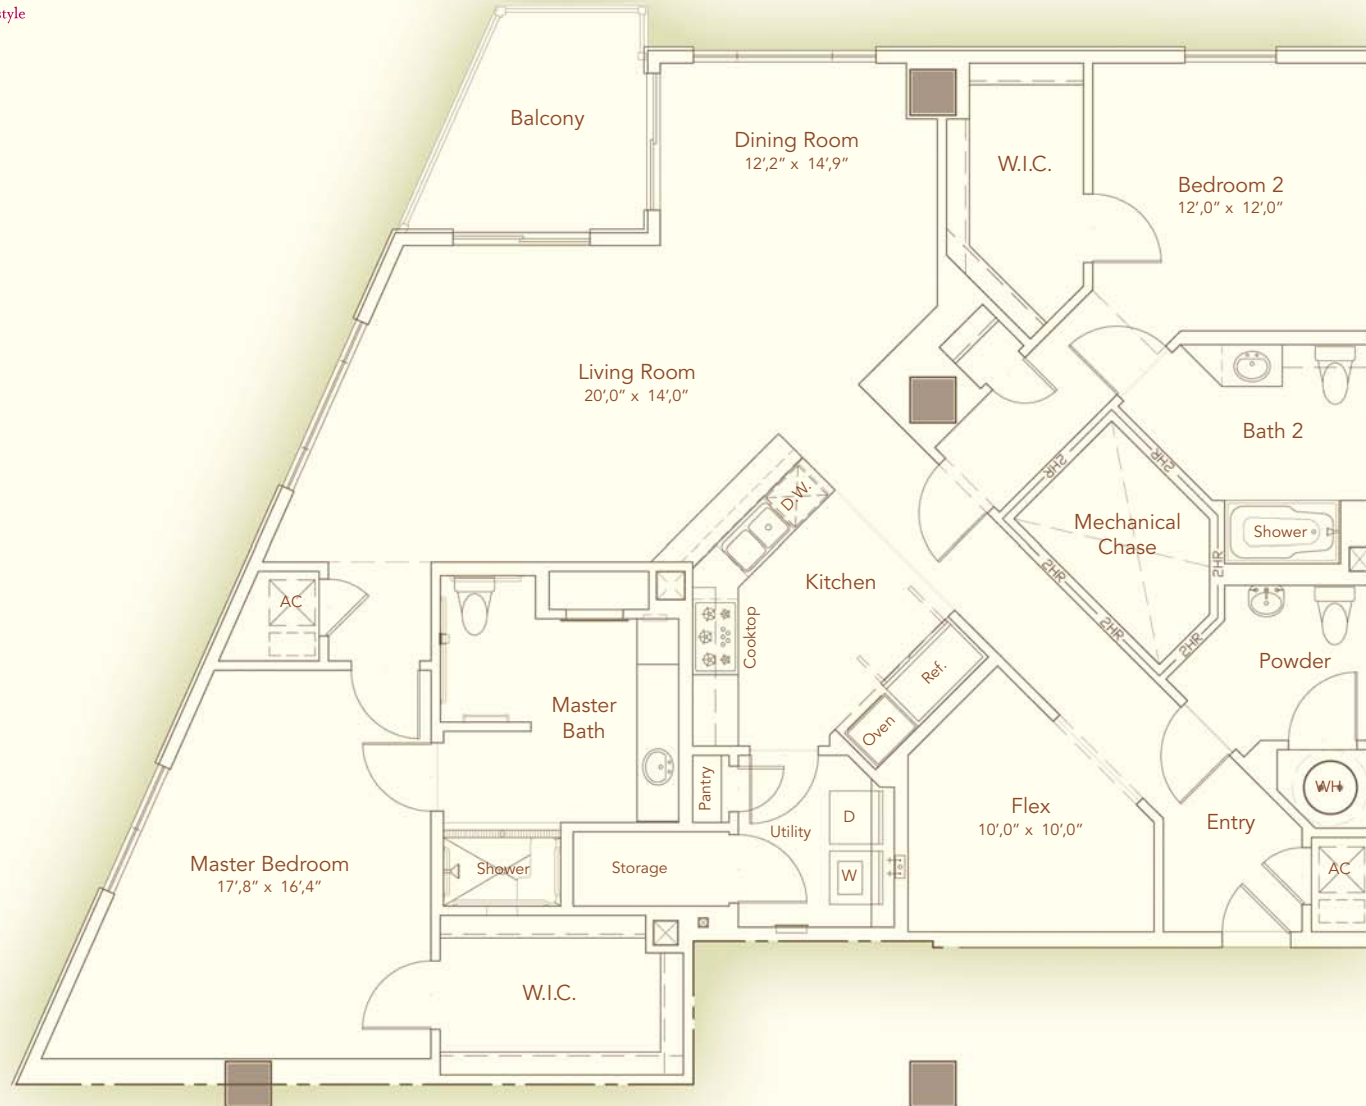 style
Balcony
Dining Room
12',2" x 14',9"
W.I.C.
Bedroom 2
12',0" x 12',0"
Living Room
20',0" x 14',0"
Bath 2
2HR
2HR
D.W.
Mechanical
Chase
Shower
2HR
2HR
2HR
2HR
Kitchen
AC
Cooktop
Master
Bath
Ref.
Oven
Powder
Pantry
Utility
D
W
Flex
10',0" x 10',0"
Entry
WH
AC
Master Bedroom
17',8" x 16',4"
Shower
Storage
W.I.C.